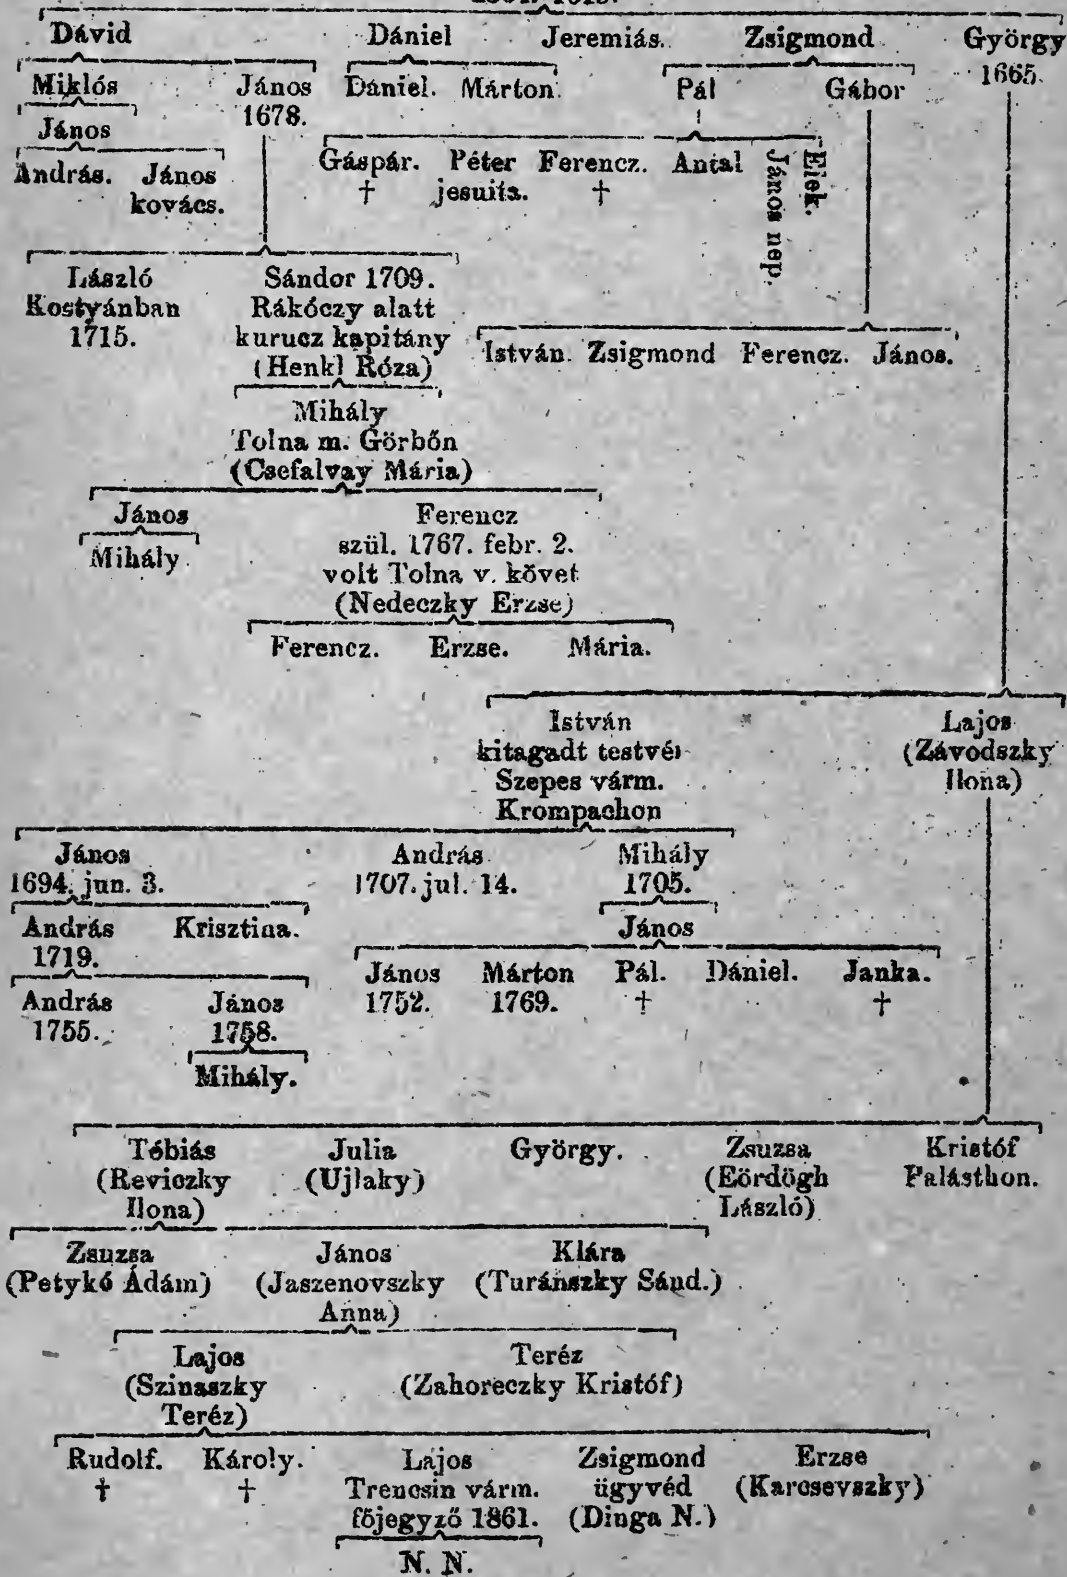 Dávid Dániel Jeremiás. Zsigmond György
1665.
Miklós János Dániel. Márton. Pál Gábor
1678.
János
Gáspár. Péter Ferencz. Antal János nep. Elek.
† jesuita. †
András. János
kovács.
László Sándor 1709.
Kostyánban Rákóczy alatt
1715. kurucz kapitány
(Henkl Róza)
István. Zsigmond Ferencz. János.
Mihály
Tolna m. Görbőn
(Csefalvay Mária)
János Ferencz
Mihály szül. 1767. febr. 2.
volt Tolna v. követ
(Nedeczky Erzse)
Ferencz. Erzse. Mária.
István Lajos
kitagadt testvér (Závodszky
Szepes várm. Ilona)
Krompachon
János András Mihály
1694. jun. 3. 1707. jul. 14. 1705.
András Krisztina. János
1719.
János Márton Pál. Dániel. Janka.
1752. 1769. † †
András János
1755. 1758.
Mihály.
Tóbiás Julia György. Zsuzsa Kristóf
(Reviczky (Ujlaky) (Eördögh Palásthon.
Ilona) László)
Zsuzsa János Klára
(Petykó Ádám) (Jaszenovszky (Turánszky Sánd.)
Anna)
Lajos Teréz
(Szinaszky (Zahoreczky Kristóf)
Teréz)
Rudolf. Károly. Lajos Zsigmond Erzse
† † Trencsin várm. ügyvéd (Karcsevszky)
főjegyző 1861. (Dinga N.)
N. N.